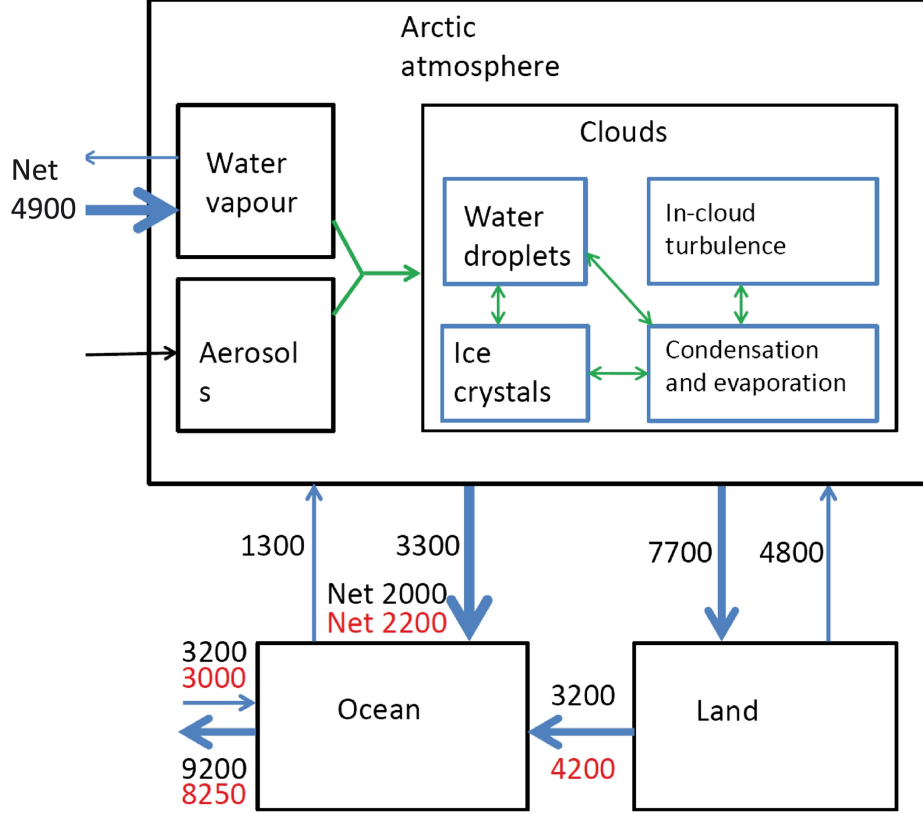 Arctic
atmosphere
Clouds
Net
4900
Water
vapour
Water
droplets
In-cloud
turbulence
Aerosol
s
Ice
crystals
Condensation
and evaporation
1300
3300
7700
4800
Net 2000
Net 2200
3200
3000
Ocean
3200
Land
9200
8250
4200